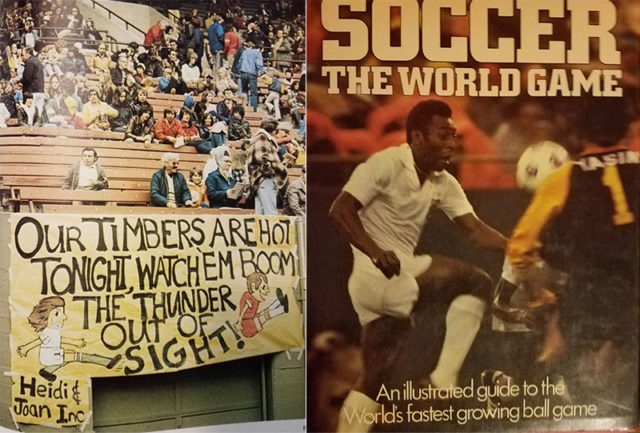 OUR TIMBERS ARE HOT
TONIGHT, WATCH EM BOOM
THE THUNDER
OUT OF
SIGHT!
Heidi &
Joan Inc
SOCCER
THE WORLD GAME
1
An illustrated guide to the
World's fastest growing ball game